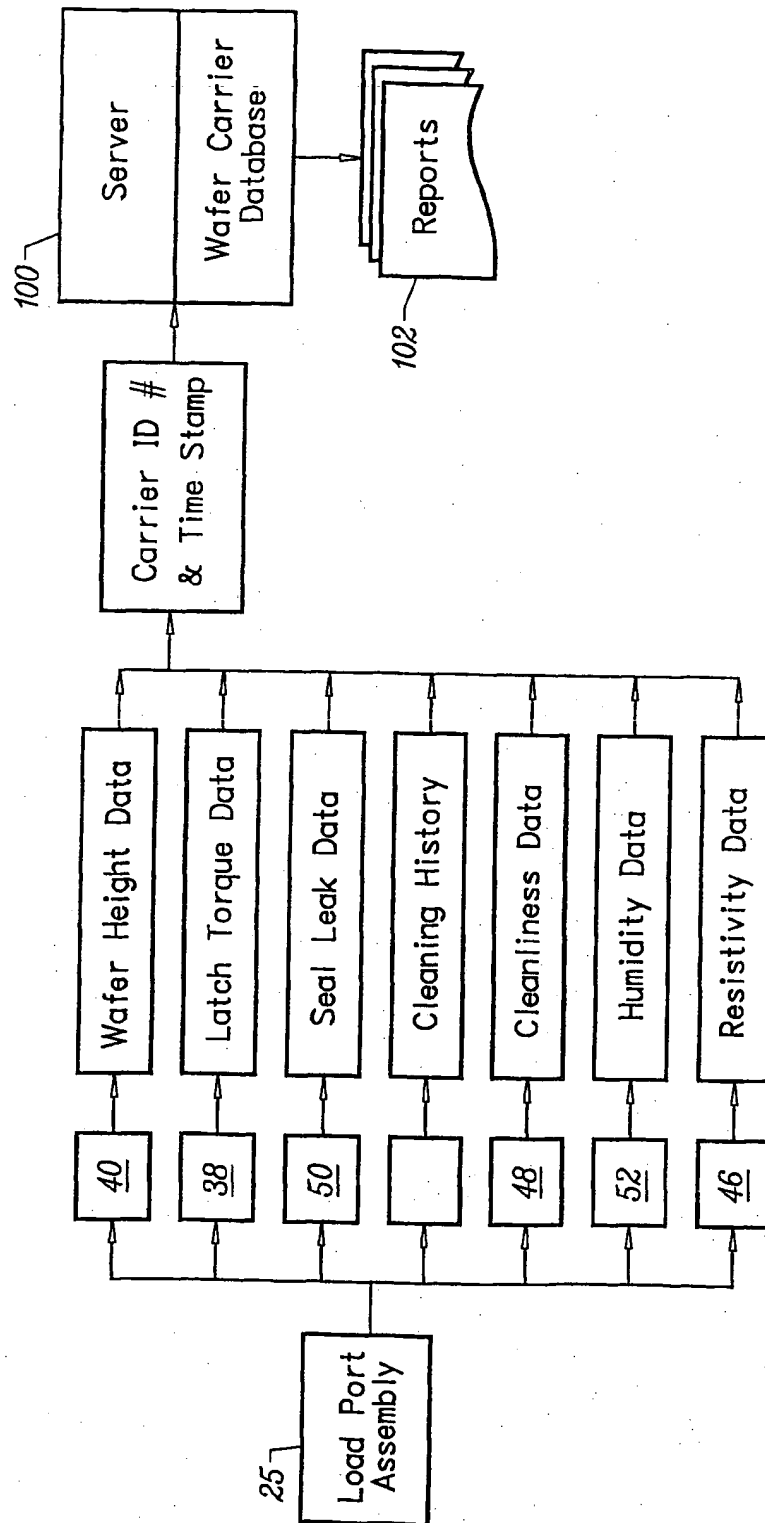 25
Load Port
Assembly
40
Wafer Height Data
38
Latch Torque Data
50
Seal Leak Data
Cleaning History
48
Cleanliness Data
52
Humidity Data
46
Resistivity Data
Carrier ID #
& Time Stamp
100
Server
Wafer Carrier
Database
102
Reports